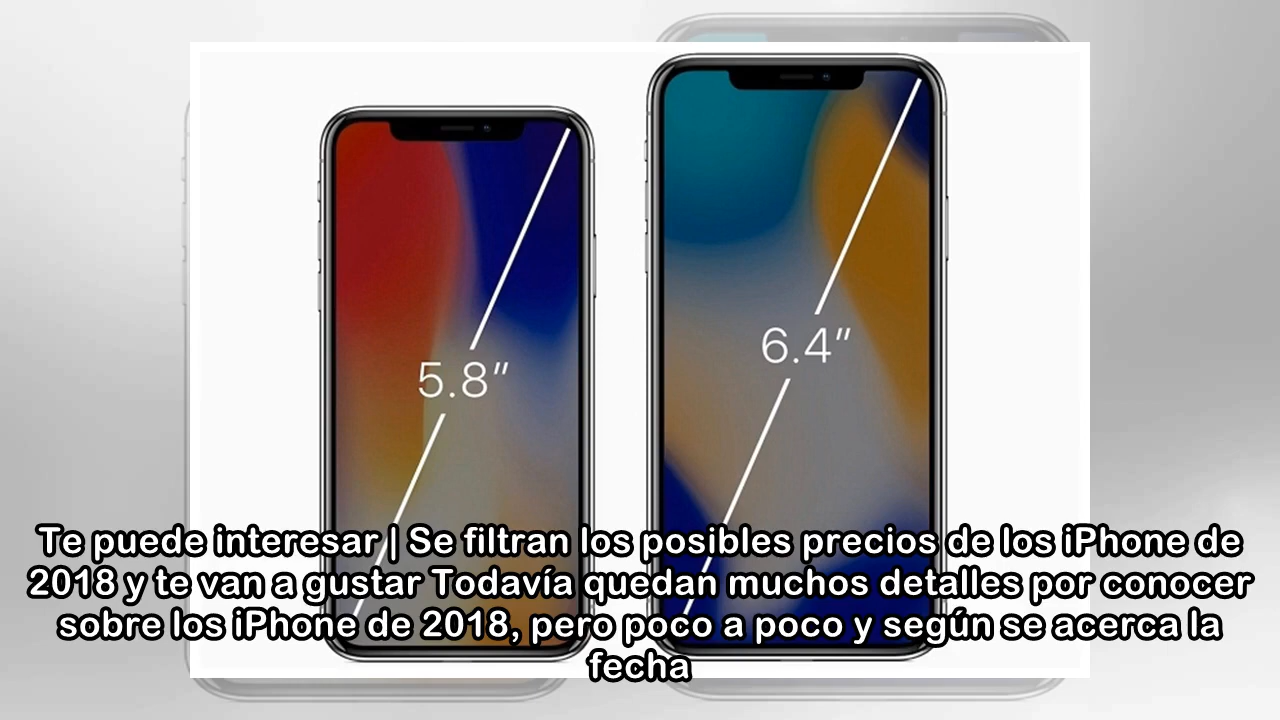 5.8″
6.4″
Te puede interesar | Se filtran los posibles precios de los iPhone de
2018 y te van a gustar Todavía quedan muchos detalles por conocer
sobre los iPhone de 2018, pero poco a poco y según se acerca la
fecha